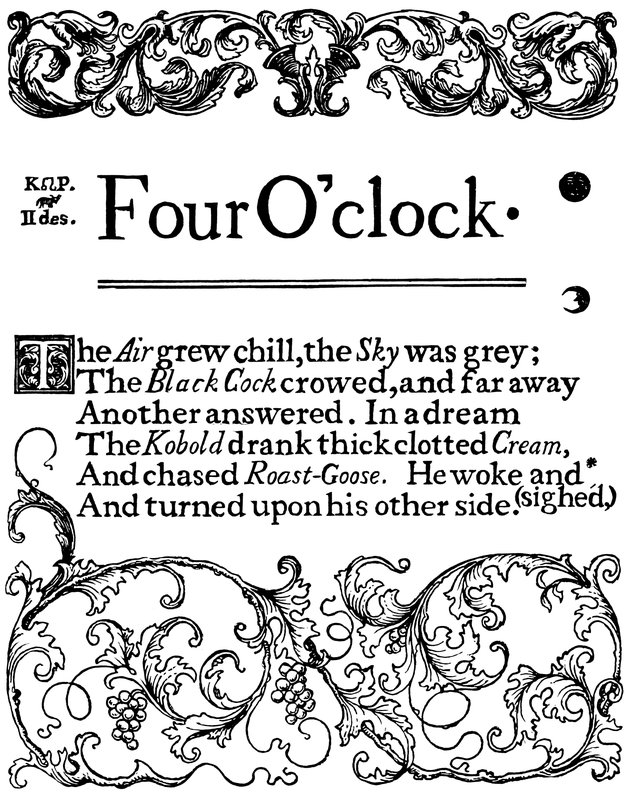 KΩP.
II des.
Four O'clock.
The Air grew chill, the Sky was grey;
The Black Cock crowed, and far away
Another answered. In a dream
The Kobold drank thick clotted Cream,
And chased Roast-Goose. He woke and*
(sighed,)
And turned upon his other side.